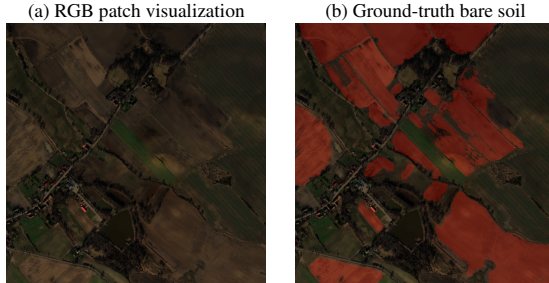 (a) RGB patch visualization
(b) Ground-truth bare soil